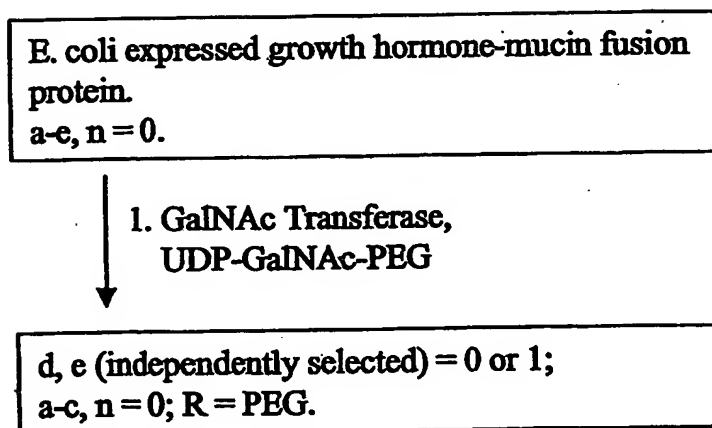 E. coli expressed growth hormone-mucin fusion
protein.
a-e, n = 0.
1. GalNAc Transferase,
UDP-GalNAc-PEG
d, e (independently selected) = 0 or 1;
a-c, n = 0; R = PEG.